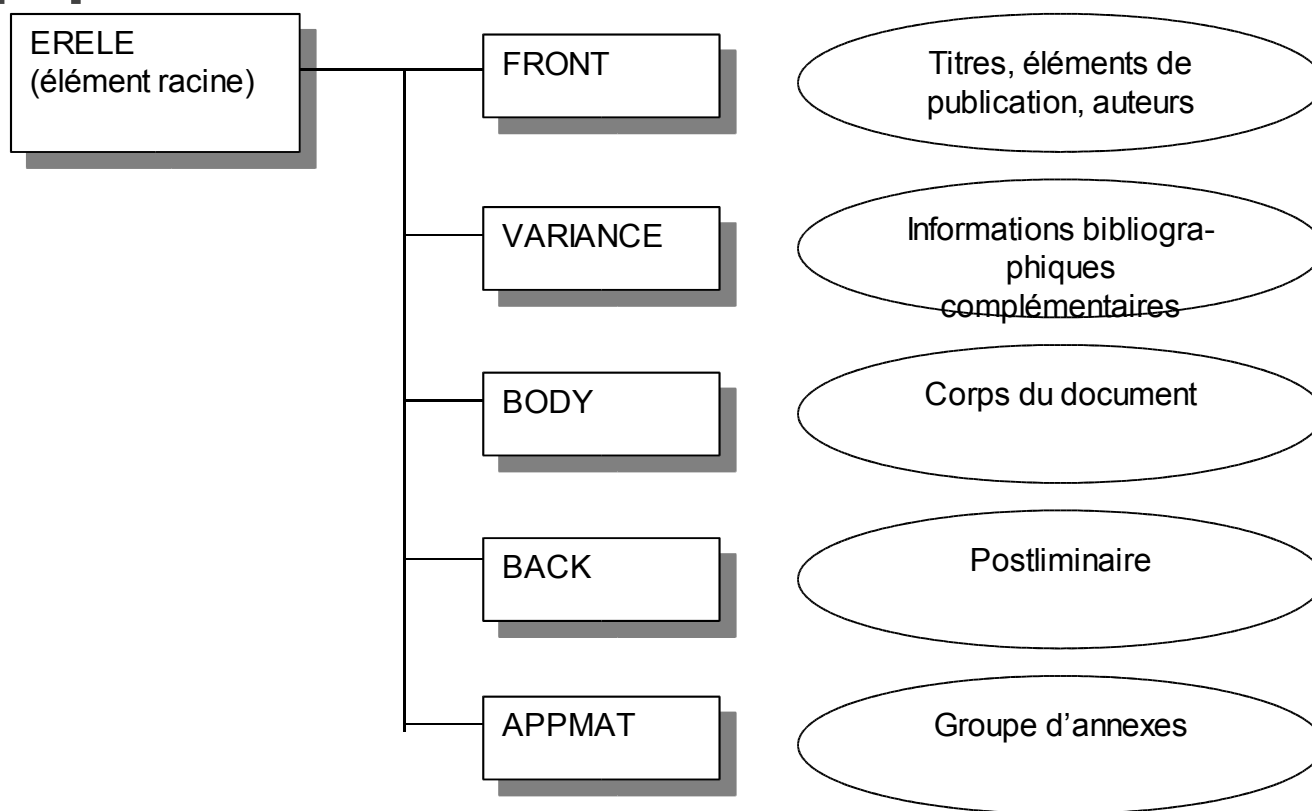 ERELE
(élément racine)
FRONT
Titres, éléments de
publication, auteurs
VARIANCE
Informations bibliogra-
phiques
complémentaires
BODY
Corps du document
BACK
Postliminaire
APPMAT
Groupe d’annexes